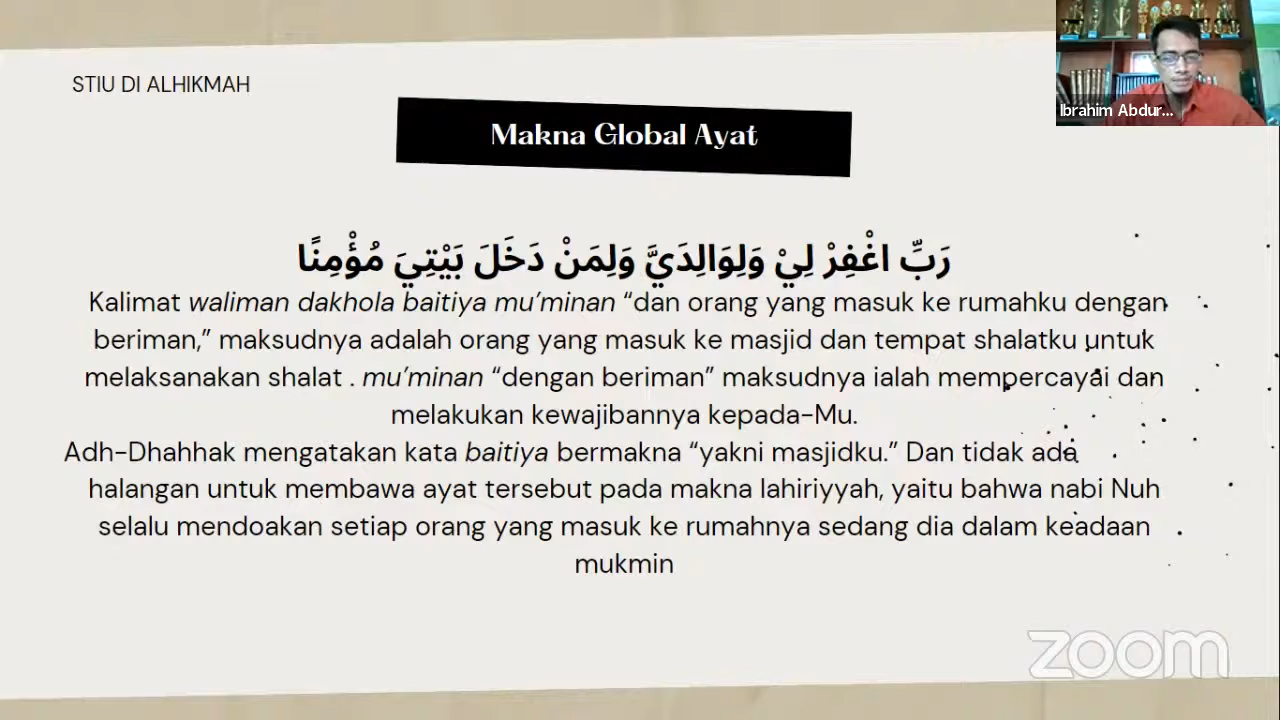 STIU DI ALHIKMAH
Ibrahim Abdur...
Makna Global Ayat
رَبِّ اغْفِرْ لِيْ وَلِوَالِدَيَّ وَلِمَنْ دَخَلَ بَيْتِيَ مُؤْمِنًا
Kalimat waliman dakhola baitiya mu’minan “dan orang yang masuk ke rumahku dengan
beriman,” maksudnya adalah orang yang masuk ke masjid dan tempat shalatku untuk
melaksanakan shalat . mu’minan “dengan beriman” maksudnya ialah mempercayai dan
melakukan kewajibannya kepada-Mu.
Adh-Dhahhak mengatakan kata baitiya bermakna “yakni masjidku.” Dan tidak ada
halangan untuk membawa ayat tersebut pada makna lahiriyyah, yaitu bahwa nabi Nuh
selalu mendoakan setiap orang yang masuk ke rumahnya sedang dia dalam keadaan
mukmin
zoom